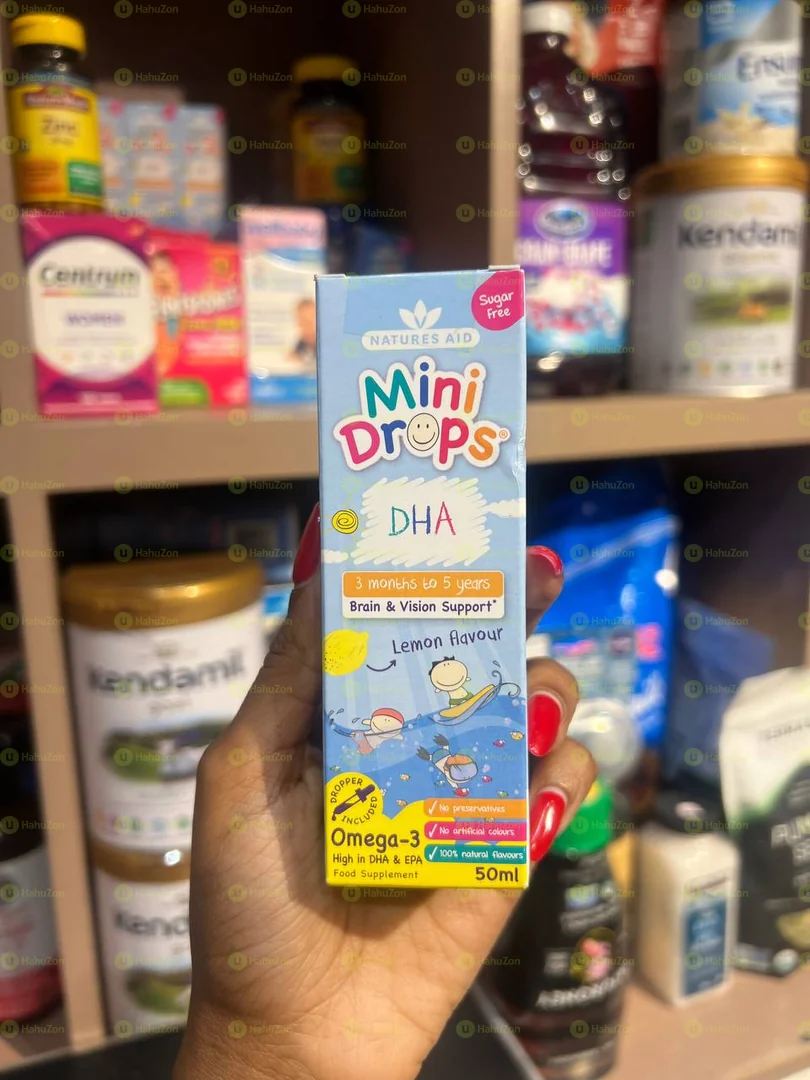 HahuZon
Sugar
Free
NATURES AID
Mini
Drops®
DHA
3 months to 5 years
Brain & Vision Support*
Lemon flavour
DROPPER
INCLUDED
Omega-3
High in DHA & EPA
Food Supplement
✓ No preservatives
✓ No artificial colours
✓ 100% natural flavours
50ml
Zinc
Centrum
WOMEN
Kendamil
Kendamil